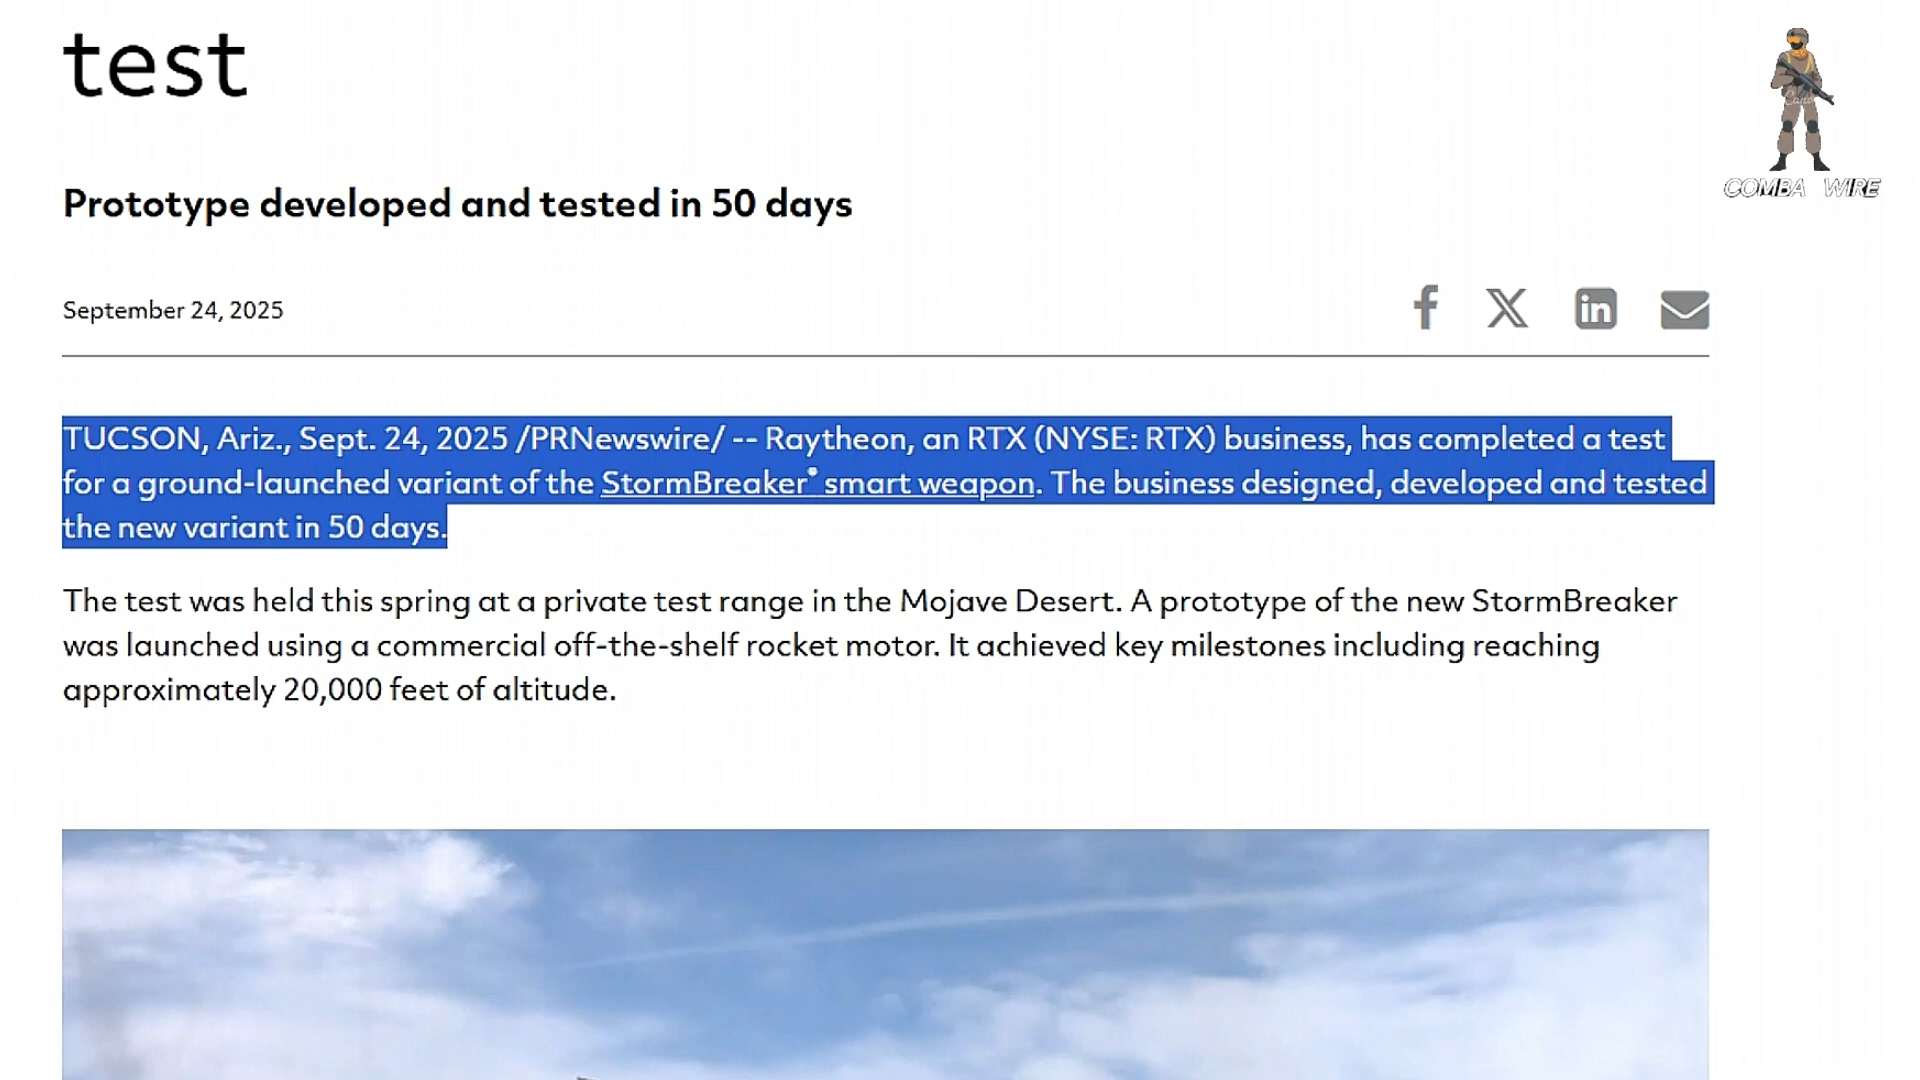 test
Prototype developed and tested in 50 days
September 24, 2025
TUCSON, Ariz., Sept. 24, 2025 /PRNewswire/ -- Raytheon, an RTX (NYSE: RTX) business, has completed a test
for a ground-launched variant of the StormBreaker® smart weapon. The business designed, developed and tested
the new variant in 50 days.
The test was held this spring at a private test range in the Mojave Desert. A prototype of the new StormBreaker
was launched using a commercial off-the-shelf rocket motor. It achieved key milestones including reaching
approximately 20,000 feet of altitude.
Canva
COMBA WIRE